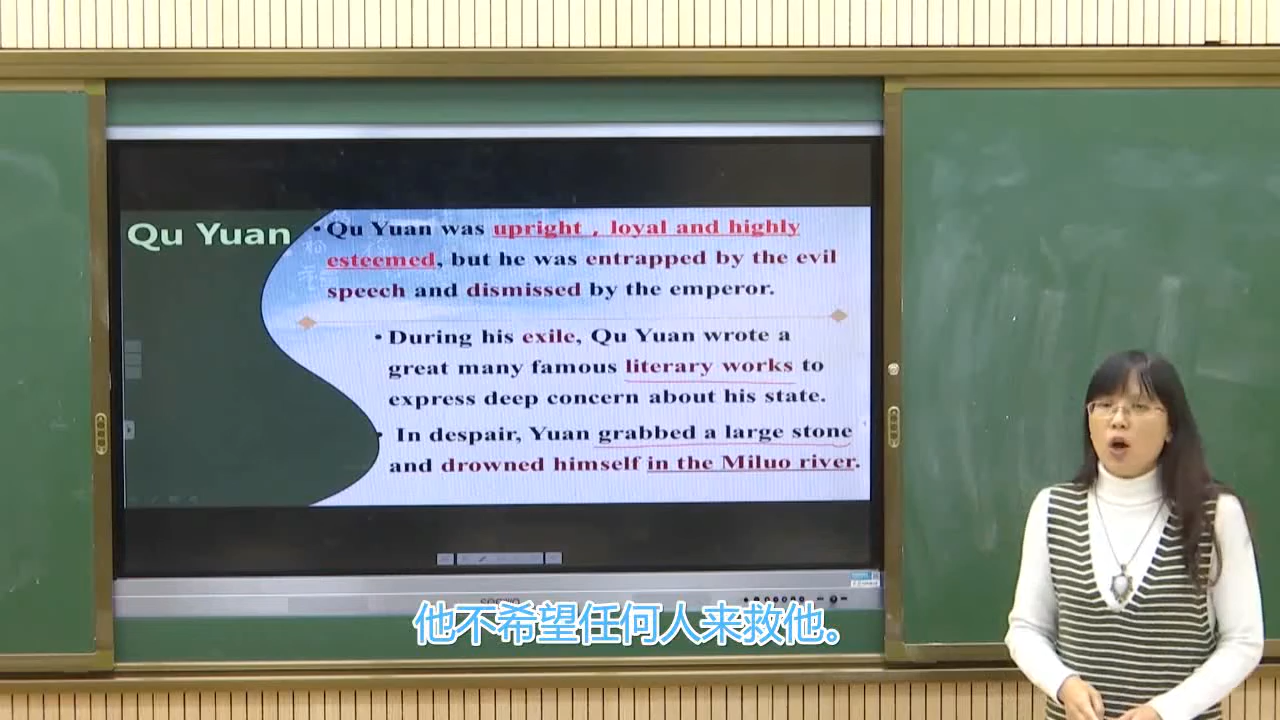 Qu Yuan
• Qu Yuan was upright , loyal and highly
esteemed, but he was entrapped by the evil
speech and dismissed by the emperor.
• During his exile, Qu Yuan wrote a
great many famous literary works to
express deep concern about his state.
• In despair, Yuan grabbed a large stone
and drowned himself in the Miluo river.
他不希望任何人来救他。